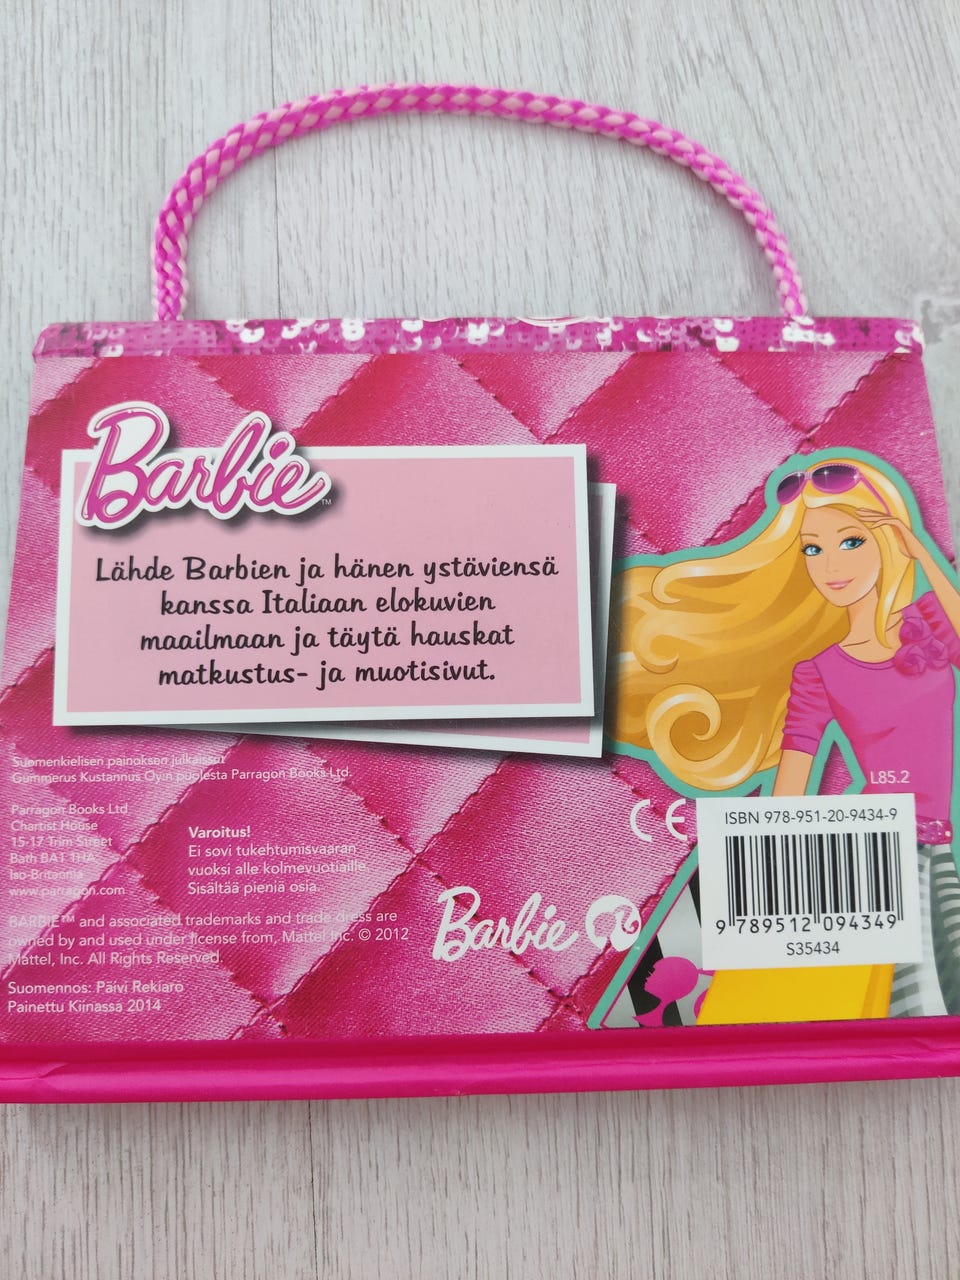 Barbie™
Lähde Barbien ja hänen ystäviensä
kanssa Italiaan elokuvien
maailmaan ja täytä hauskat
matkustus- ja muotisivut.
Suomenkielisen painoksen julkaissut
Gummerus Kustannus Oy:n puolesta Parragon Books Ltd.
Parragon Books Ltd
Chartist House
15-17 Trim Street
Bath BA1 1HA,
Iso-Britannia
www.parragon.com
Varoitus!
Ei sovi tukehtumisvaaran
vuoksi alle kolmevuotiaille.
Sisältää pieniä osia.
BARBIE™ and associated trademarks and trade dress are
owned by and used under license from, Mattel Inc. © 2012
Mattel, Inc. All Rights Reserved.
Suomennos: Päivi Rekiaro
Painettu Kiinassa 2014
Barbie
CE
L85.2
ISBN 978-951-20-9434-9
9 789512 094349
S35434